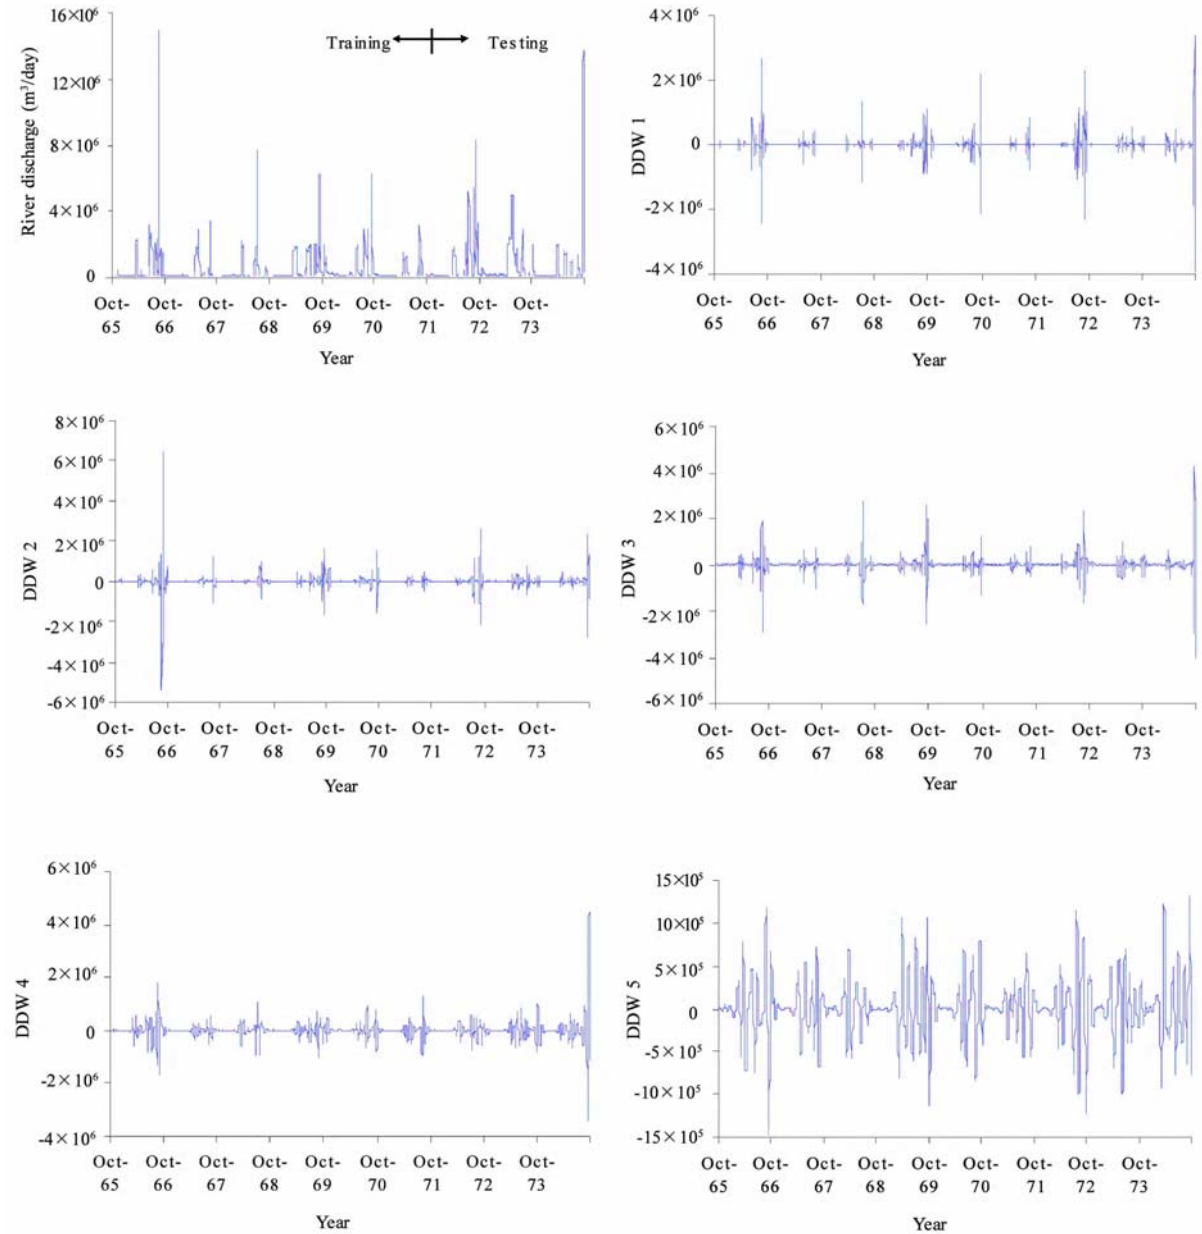 16×10⁶
12×10⁶
8×10⁶
4×10⁶
0
River discharge (m³/day)
Training
Testing
Oct-65
Oct-66
Oct-67
Oct-68
Oct-69
Oct-70
Oct-71
Oct-72
Oct-73
Year
4×10⁶
2×10⁶
0
-2×10⁶
-4×10⁶
DDW 1
Oct-65
Oct-66
Oct-67
Oct-68
Oct-69
Oct-70
Oct-71
Oct-72
Oct-73
Year
8×10⁶
6×10⁶
4×10⁶
2×10⁶
0
-2×10⁶
-4×10⁶
-6×10⁶
DDW 2
Oct-65
Oct-66
Oct-67
Oct-68
Oct-69
Oct-70
Oct-71
Oct-72
Oct-73
Year
6×10⁶
4×10⁶
2×10⁶
0
-2×10⁶
-4×10⁶
-6×10⁶
DDW 3
Oct-65
Oct-66
Oct-67
Oct-68
Oct-69
Oct-70
Oct-71
Oct-72
Oct-73
Year
6×10⁶
4×10⁶
2×10⁶
0
-2×10⁶
-4×10⁶
DDW 4
Oct-65
Oct-66
Oct-67
Oct-68
Oct-69
Oct-70
Oct-71
Oct-72
Oct-73
Year
15×10⁵
10×10⁵
5×10⁵
0
-5×10⁵
-10×10⁵
-15×10⁵
DDW 5
Oct-65
Oct-66
Oct-67
Oct-68
Oct-69
Oct-70
Oct-71
Oct-72
Oct-73
Year